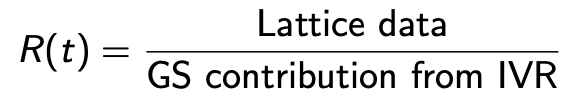 R(t) = Lattice data
GS contribution from IVR